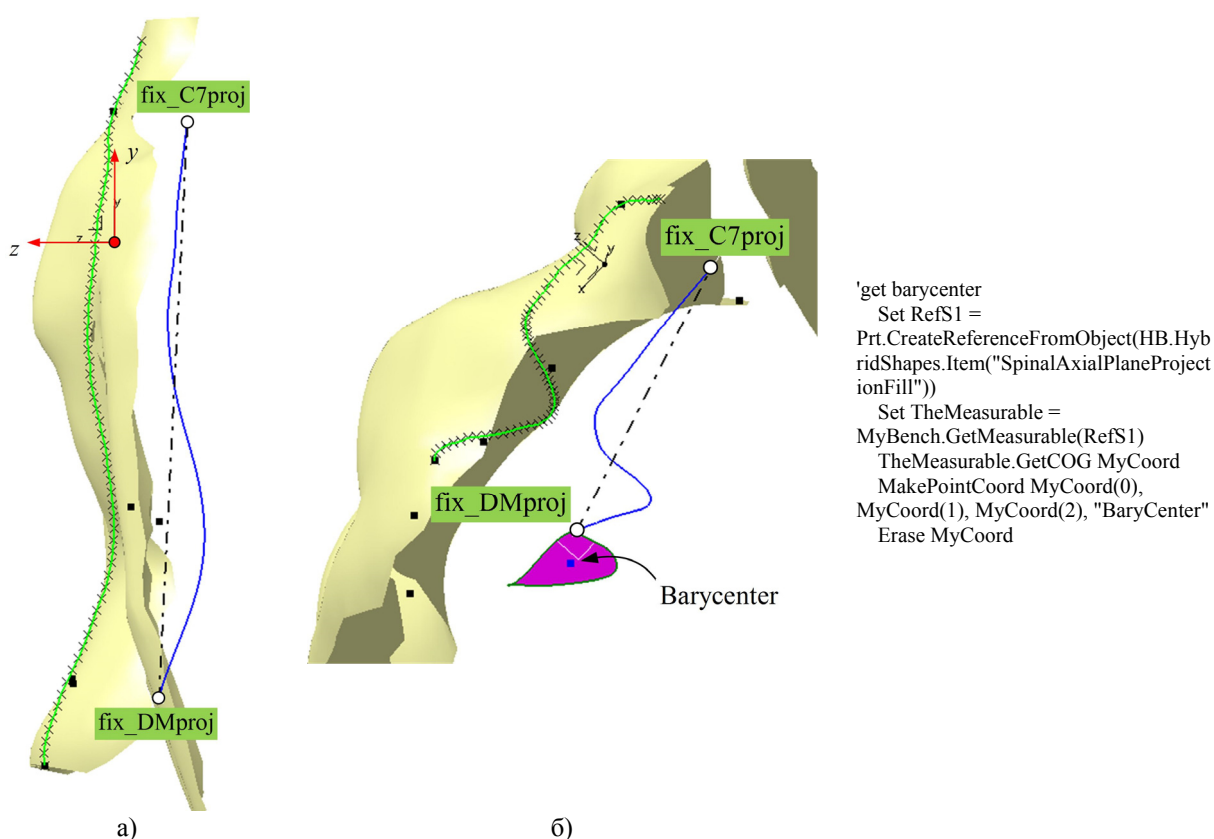 fix_C7proj
y
y
z
z
fix_DMproj
а)
fix_C7proj
z
y
x
fix_DMproj
Barycenter
б)
'get barycenter
Set RefS1 =
Prt.CreateReferenceFromObject(HB.Hyb
ridShapes.Item("SpinalAxialPlaneProject
ionFill"))
Set TheMeasurable =
MyBench.GetMeasurable(RefS1)
TheMeasurable.GetCOG MyCoord
MakePointCoord MyCoord(0),
MyCoord(1), MyCoord(2), "BaryCenter"
Erase MyCoord